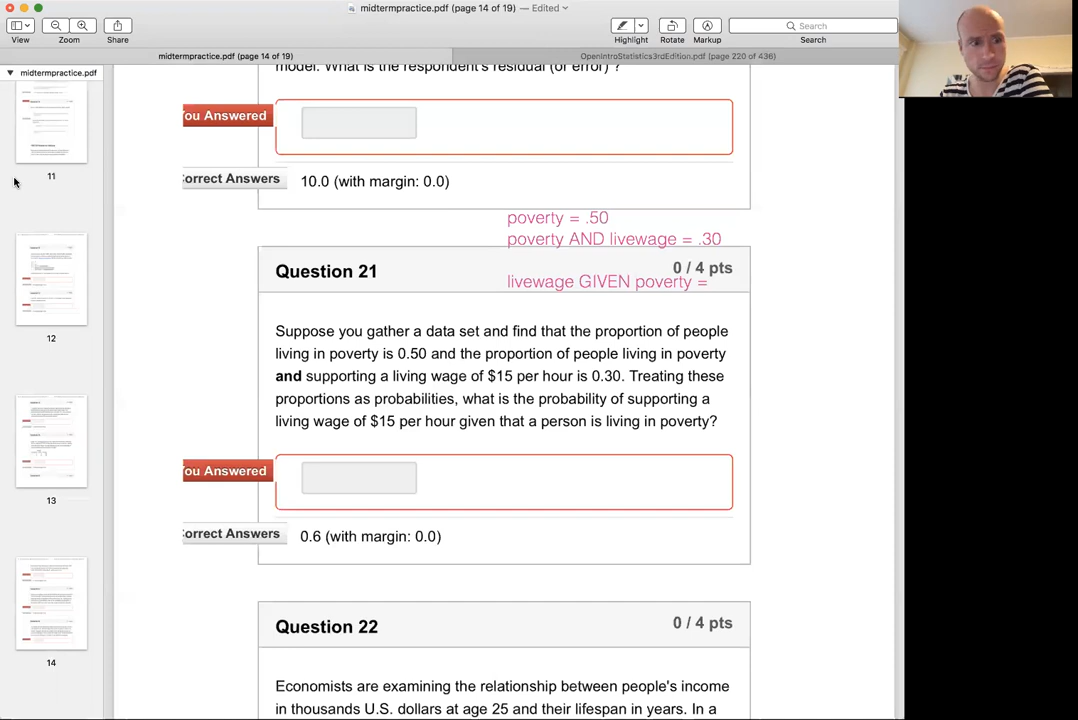 midtermpractice.pdf (page 14 of 19) — Edited
View
Zoom
Share
Highlight
Rotate
Markup
Search
Search
midtermpractice.pdf (page 14 of 19)
OpenIntroStatistics3rdEdition.pdf (page 220 of 436)
midtermpractice.pdf
11
12
13
14
model. What is the respondent's residual (or error) ?
ou Answered
orrect Answers
10.0 (with margin: 0.0)
poverty = .50
poverty AND livewage = .30
Question 21
0 / 4 pts
livewage GIVEN poverty =
Suppose you gather a data set and find that the proportion of people
living in poverty is 0.50 and the proportion of people living in poverty
and supporting a living wage of $15 per hour is 0.30. Treating these
proportions as probabilities, what is the probability of supporting a
living wage of $15 per hour given that a person is living in poverty?
ou Answered
orrect Answers
0.6 (with margin: 0.0)
Question 22
0 / 4 pts
Economists are examining the relationship between people's income
in thousands U.S. dollars at age 25 and their lifespan in years. In a